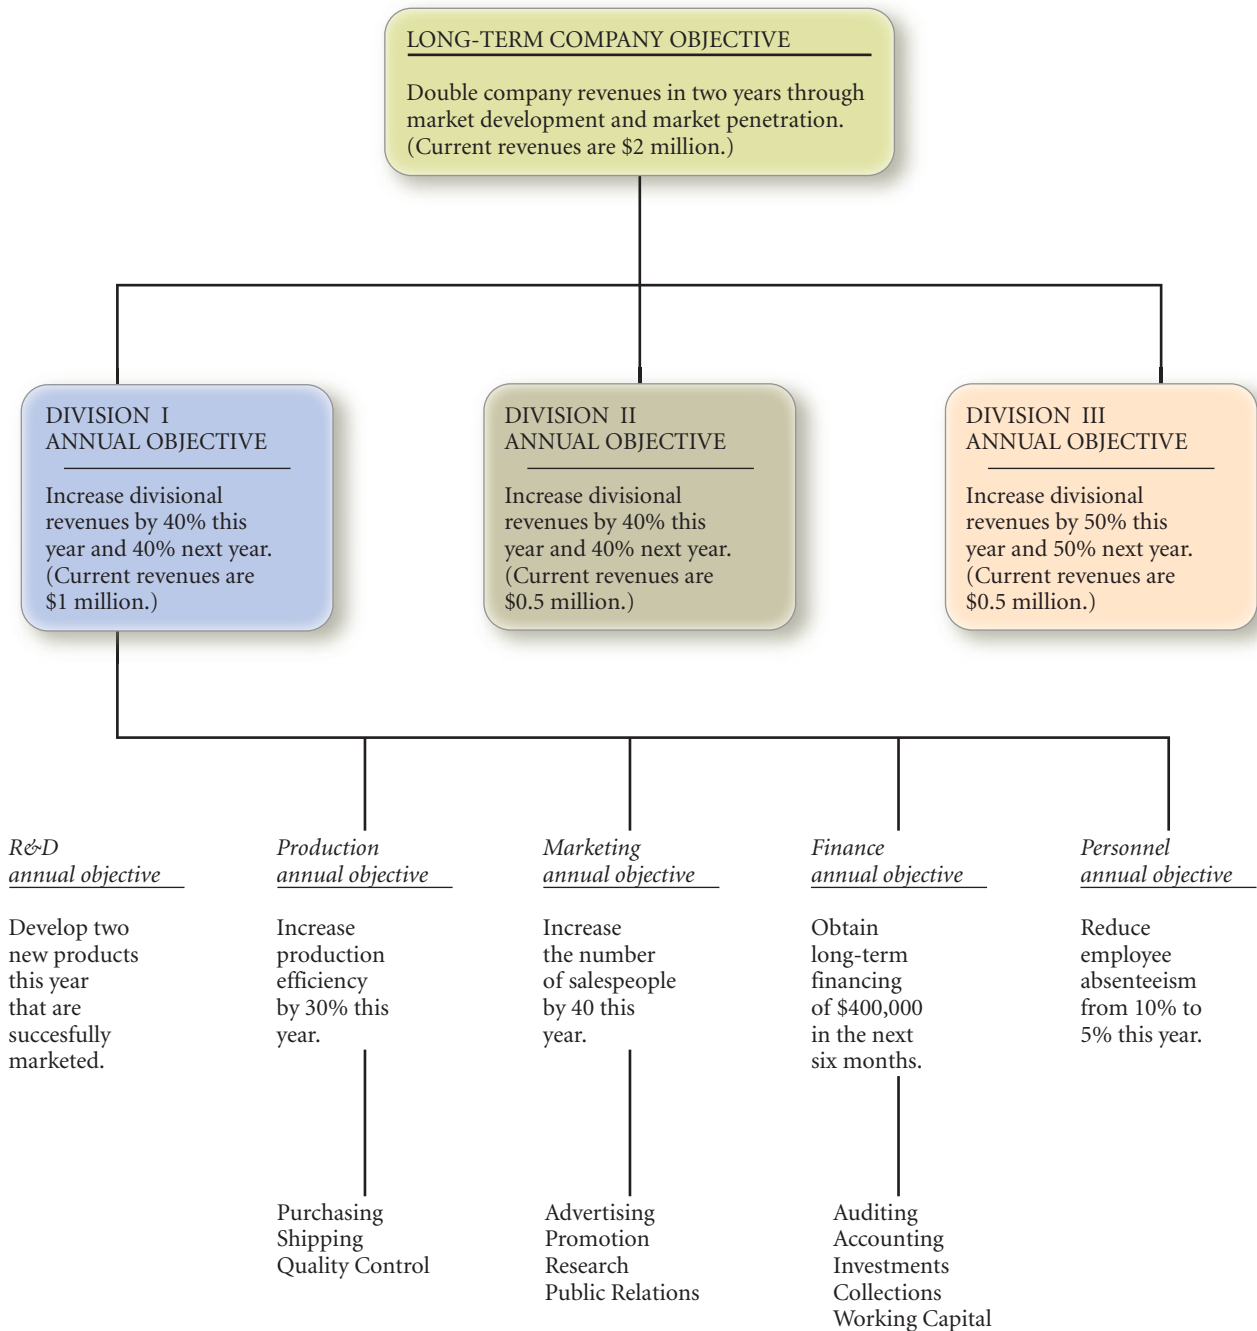 LONG-TERM COMPANY OBJECTIVE
Double company revenues in two years through
market development and market penetration.
(Current revenues are $2 million.)
DIVISION I
ANNUAL OBJECTIVE
Increase divisional
revenues by 40% this
year and 40% next year.
(Current revenues are
$1 million.)
DIVISION II
ANNUAL OBJECTIVE
Increase divisional
revenues by 40% this
year and 40% next year.
(Current revenues are
$0.5 million.)
DIVISION III
ANNUAL OBJECTIVE
Increase divisional
revenues by 50% this
year and 50% next year.
(Current revenues are
$0.5 million.)
R&D
annual objective
Develop two
new products
this year
that are
succesfully
marketed.
Production
annual objective
Increase
production
efficiency
by 30% this
year.
Purchasing
Shipping
Quality Control
Marketing
annual objective
Increase
the number
of salespeople
by 40 this
year.
Advertising
Promotion
Research
Public Relations
Finance
annual objective
Obtain
long-term
financing
of $400,000
in the next
six months.
Auditing
Accounting
Investments
Collections
Working Capital
Personnel
annual objective
Reduce
employee
absenteeism
from 10% to
5% this year.